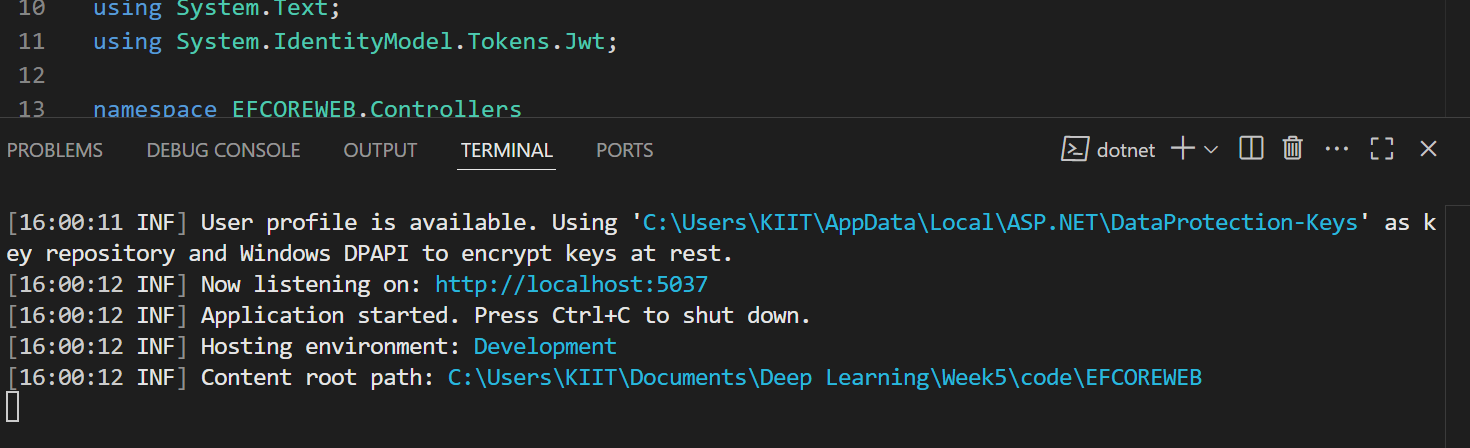 10 using System.Text;
11 using System.IdentityModel.Tokens.Jwt;
12
13 namespace EFCOREWEB.Controllers
PROBLEMS DEBUG CONSOLE OUTPUT TERMINAL PORTS dotnet
[16:00:11 INF] User profile is available. Using 'C:\Users\KIIT\AppData\Local\ASP.NET\DataProtection-Keys' as k
ey repository and Windows DPAPI to encrypt keys at rest.
[16:00:12 INF] Now listening on: http://localhost:5037
[16:00:12 INF] Application started. Press Ctrl+C to shut down.
[16:00:12 INF] Hosting environment: Development
[16:00:12 INF] Content root path: C:\Users\KIIT\Documents\Deep Learning\Week5\code\EFCOREWEB